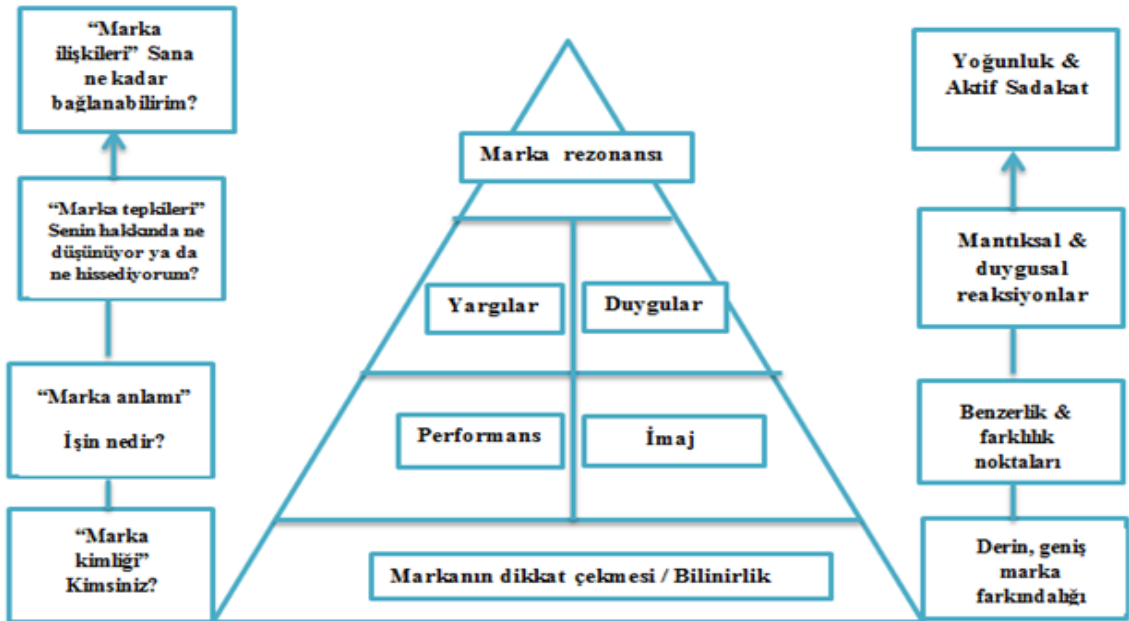 “Marka
ilişkileri” Sana
ne kadar
bağlanabilirim?
“Marka tepkileri”
Senin hakkında ne
düşünüyor ya da
ne hissediyorum?
“Marka anlamı”
İşin nedir?
“Marka
kimliği”
Kimsiniz?
Marka rezonansı
Yargılar
Duygular
Performans
İmaj
Markanın dikkat çekmesi / Bilinirlik
Yoğunluk &
Aktif Sadakat
Mantıksal &
duygusal
reaksiyonlar
Benzerlik &
farklılık
noktaları
Derin, geniş
marka
farkındalığı